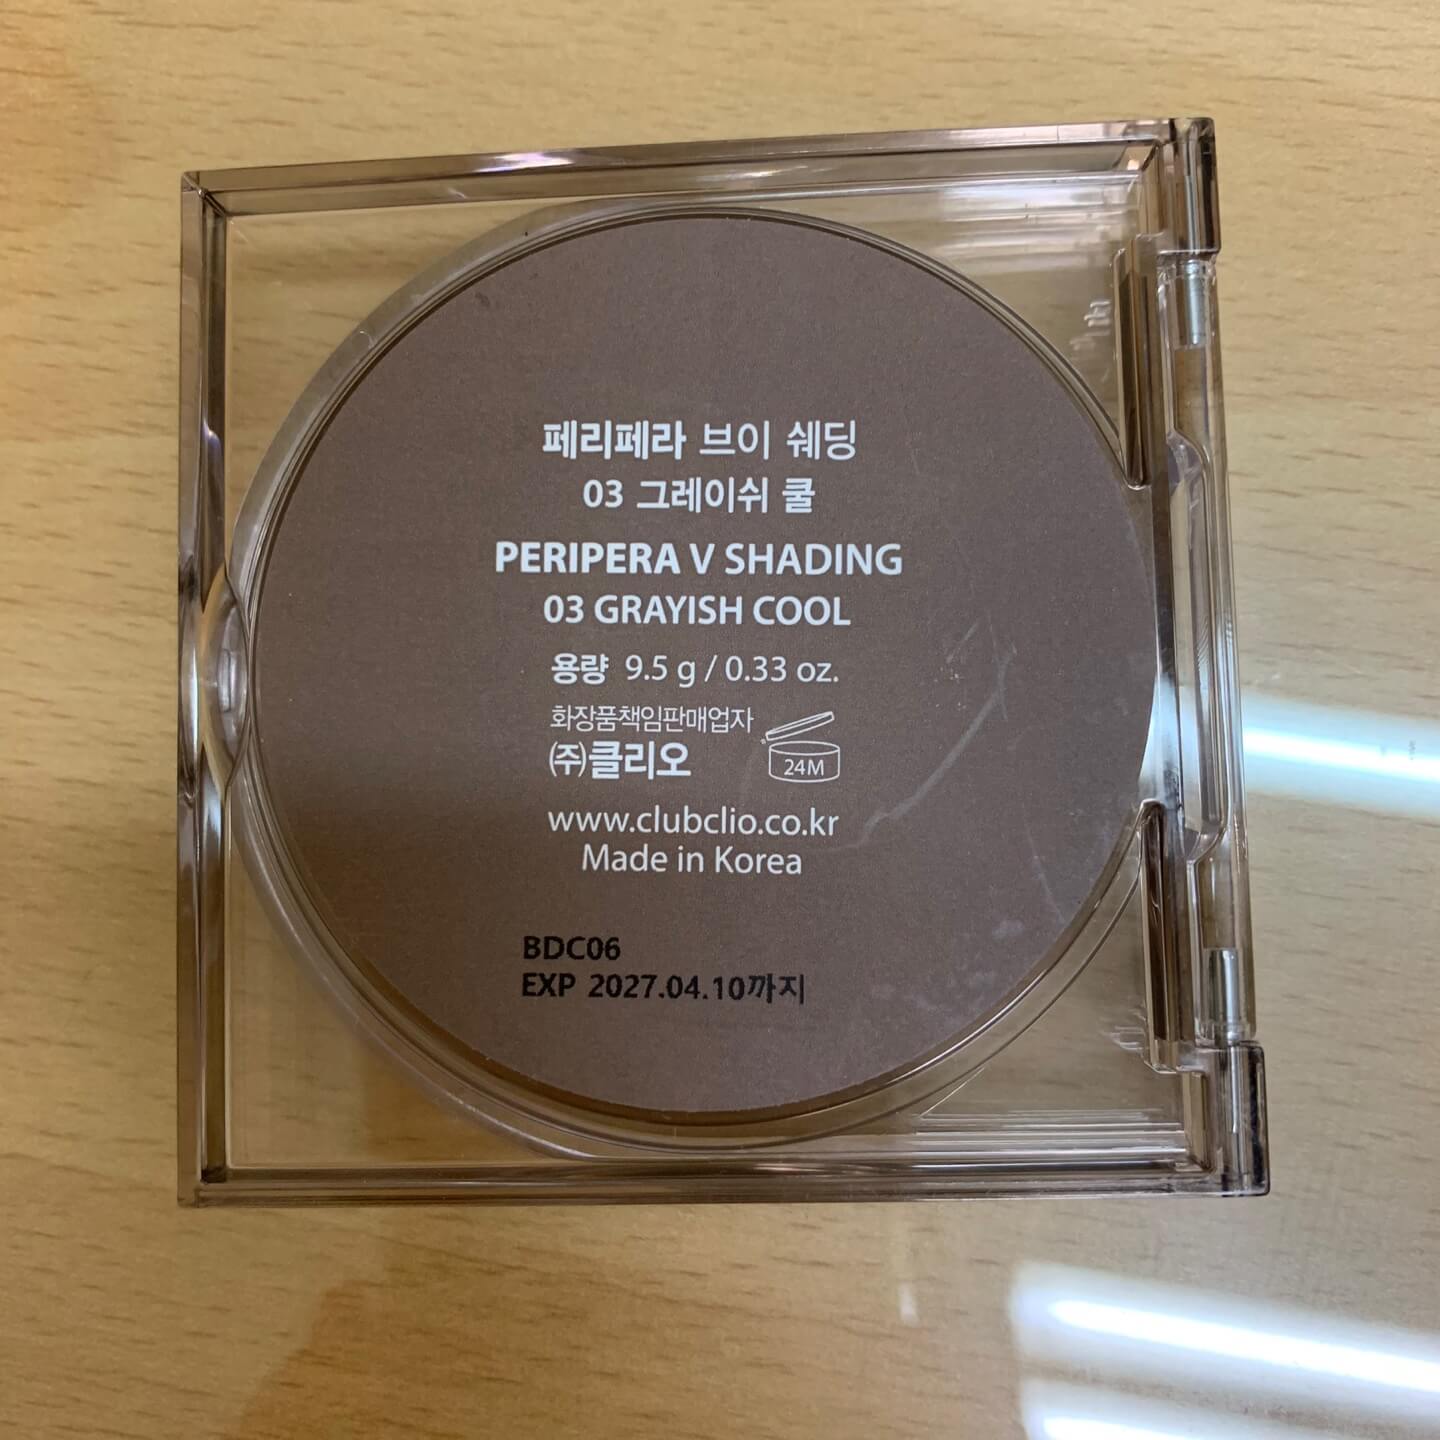 페리페라 브이 쉐딩
03 그레이쉬 쿨
PERIPERA V SHADING
03 GRAYISH COOL
용량 9.5 g / 0.33 oz.
화장품책임판매업자
㈜클리오
24M
www.clubclio.co.kr
Made in Korea
BDC06
EXP 2027.04.10까지